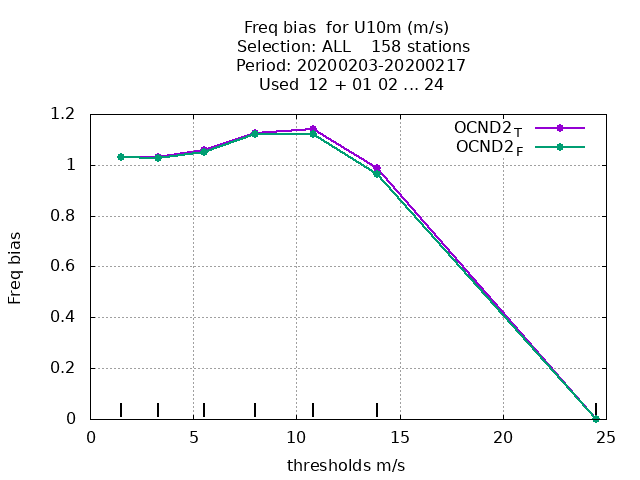 Freq bias  for U10m (m/s)
Selection: ALL    158 stations
Period: 20200203-20200217
Used  12 + 01 02 ... 24
OCND2T
OCND2F
1.2
1
0.8
0.6
0.4
0.2
0
Freq bias
0 5 10 15 20 25
thresholds m/s